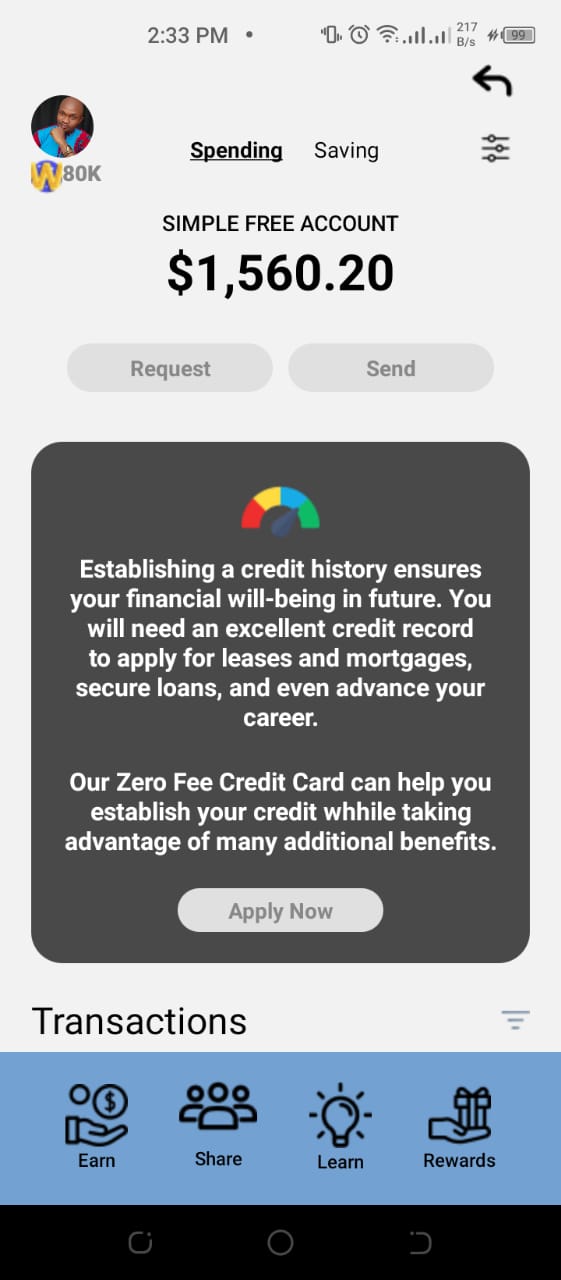 2:33 PM
217
B/s
99
Spending Saving
W80K
SIMPLE FREE ACCOUNT
$1,560.20
Request Send
Establishing a credit history ensures
your financial will-being in future. You
will need an excellent credit record
to apply for leases and mortgages,
secure loans, and even advance your
career.
Our Zero Fee Credit Card can help you
establish your credit whhile taking
advantage of many additional benefits.
Apply Now
Transactions
$
Earn Share Learn Rewards